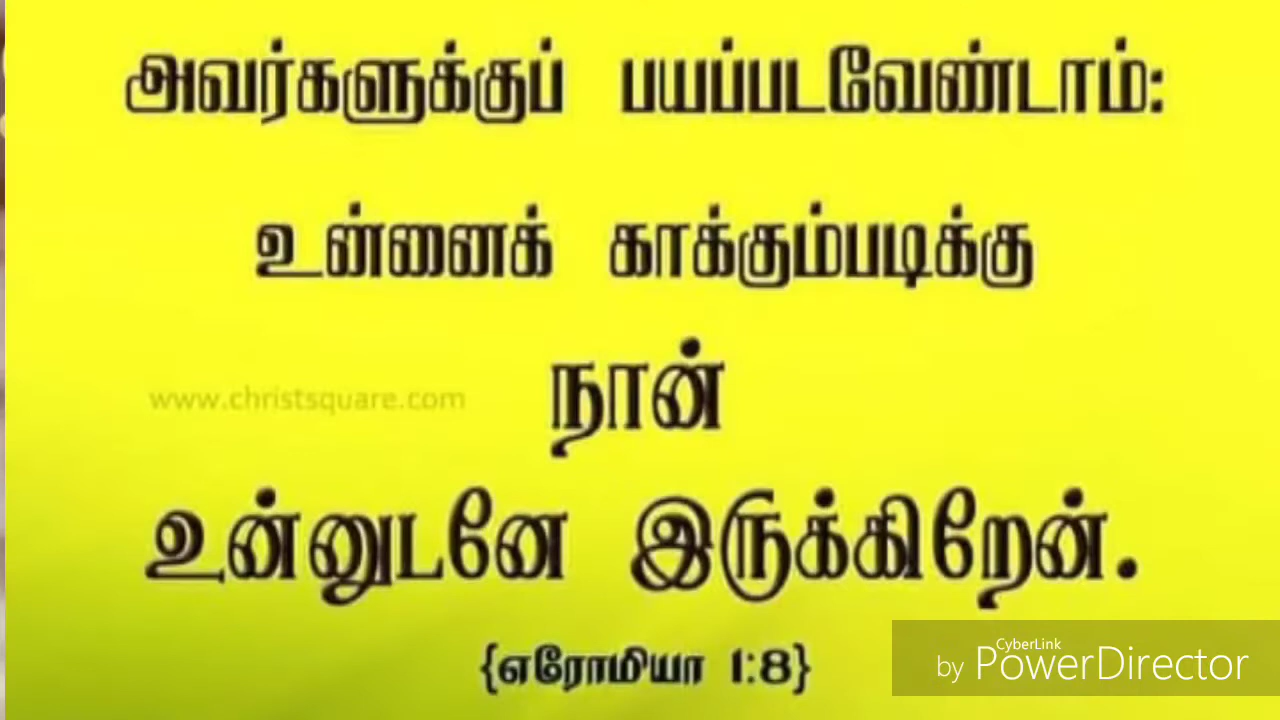 அவர்களுக்குப் பயப்படவேண்டாம்:
உன்னைக் காக்கும்படிக்கு
நான்
www.christsquare.com
உன்னுடனே இருக்கிறேன்.
{எரோமியா 1:8}
CyberLink
by PowerDirector